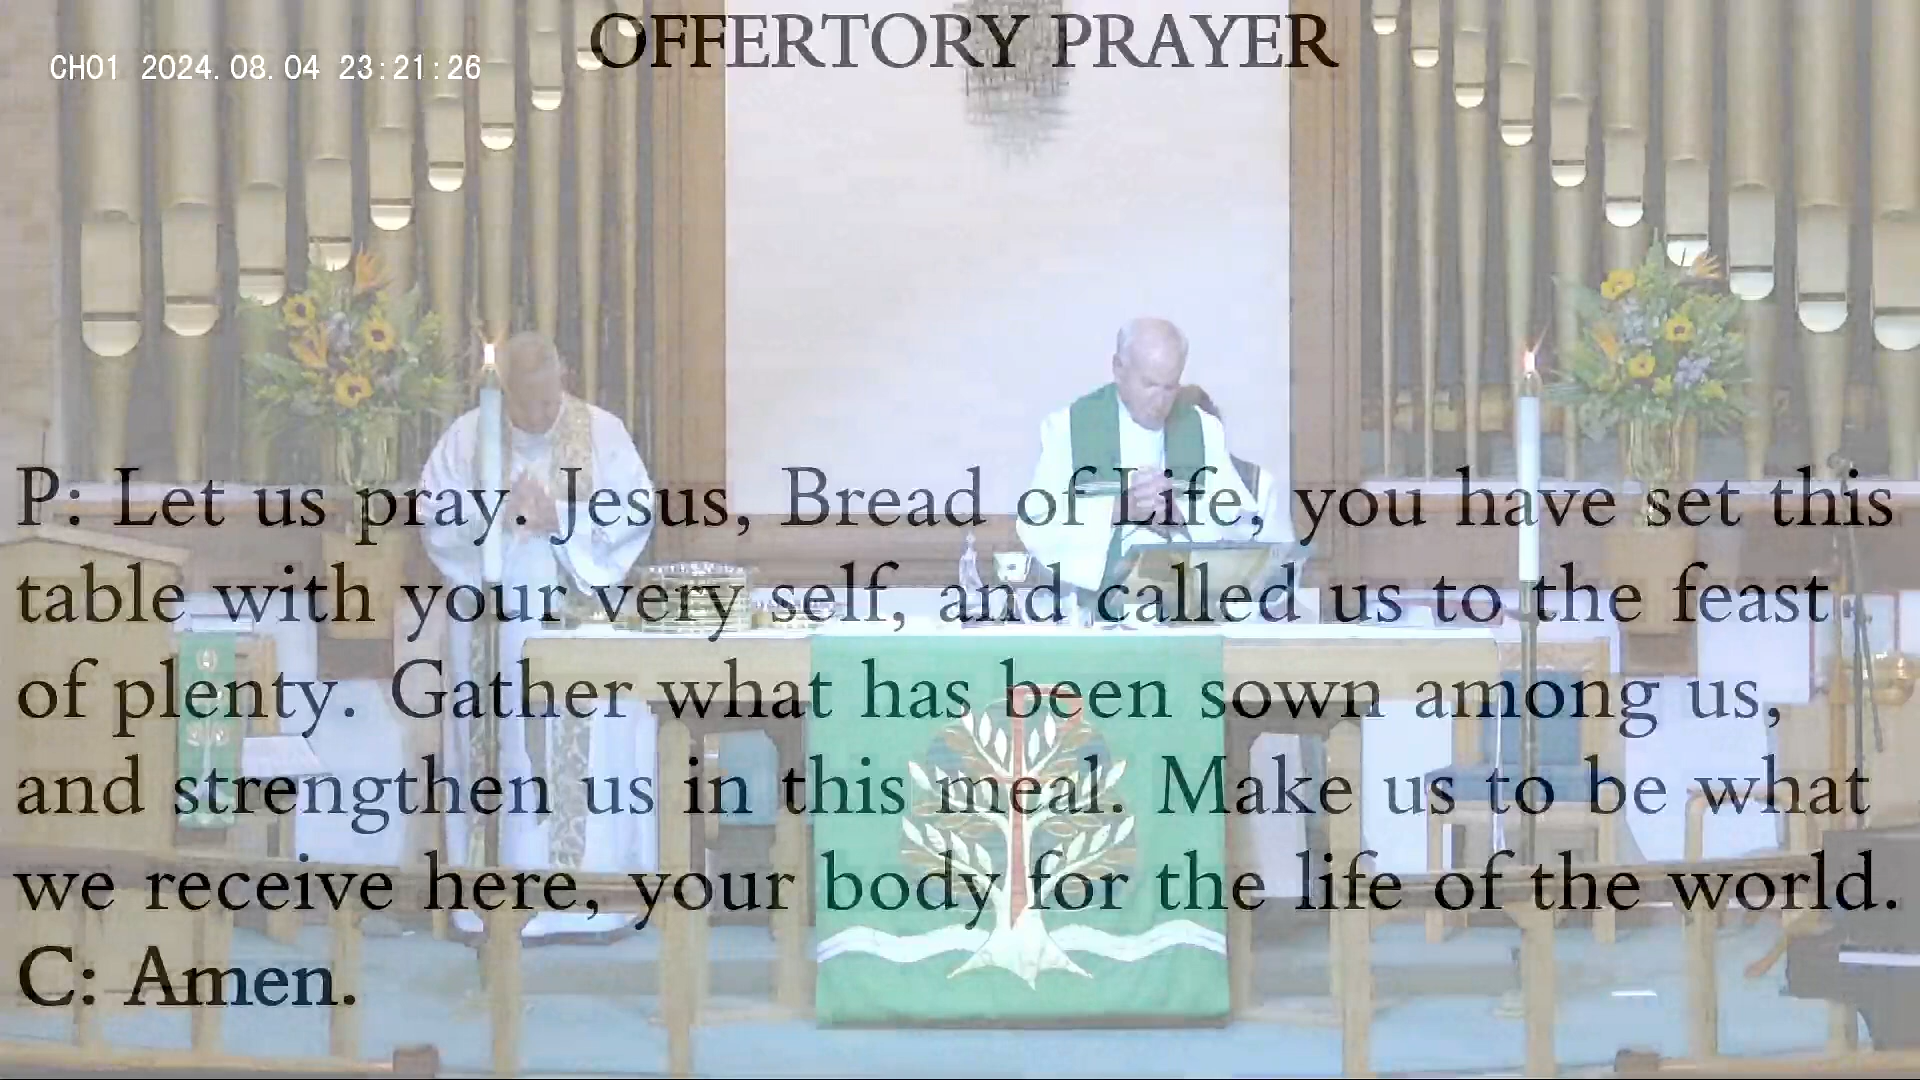 OFFERTORY PRAYER
CH01 2024.08.04 23:21:26
P: Let us pray. Jesus, Bread of Life, you have set this
table with your very self, and called us to the feast
of plenty. Gather what has been sown among us,
and strengthen us in this meal. Make us to be what
we receive here, your body for the life of the world.
C: Amen.